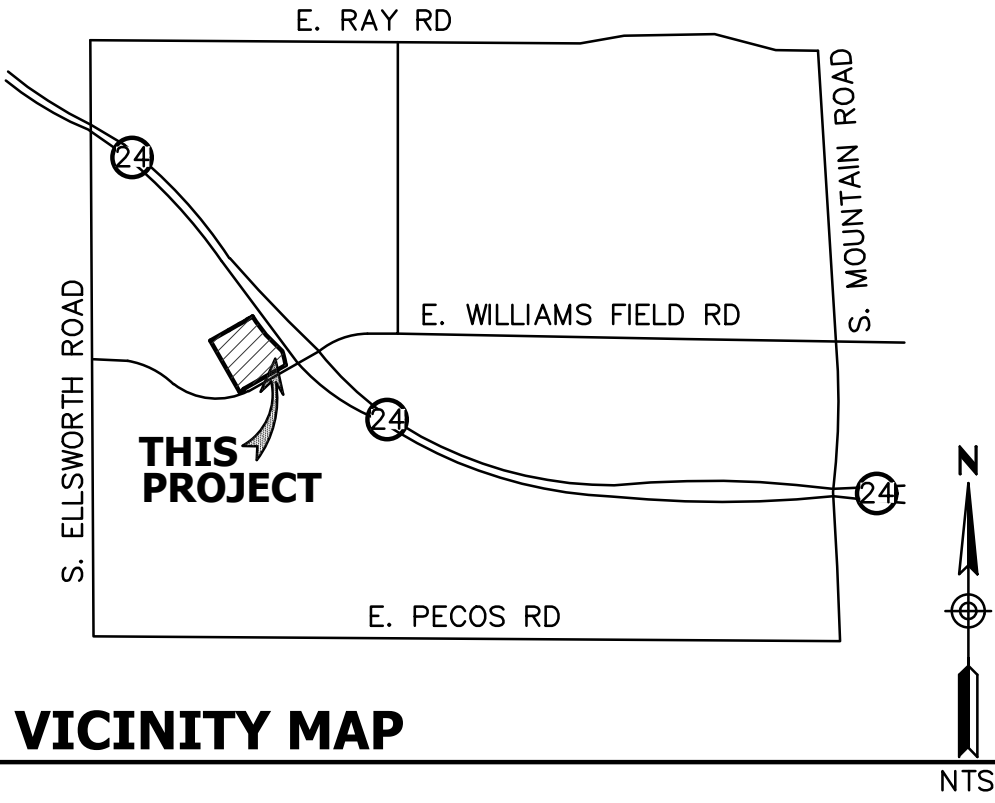 E. RAY RD
S. MOUNTAIN ROAD
24
E. WILLIAMS FIELD RD
S. ELLSWORTH ROAD
24
THIS
PROJECT
24
N
E. PECOS RD
VICINITY MAP
NTS